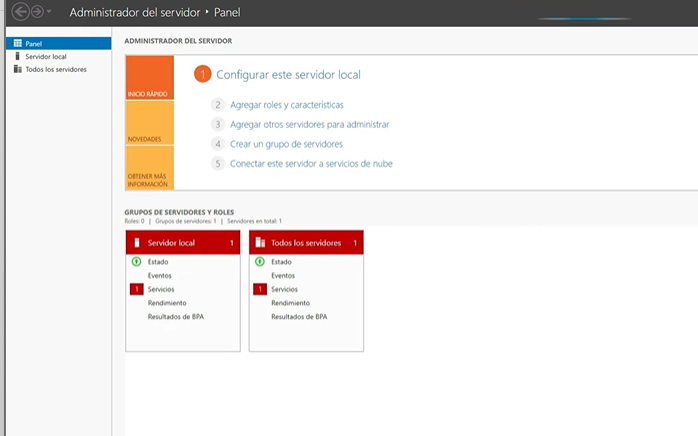 Administrador del servidor ‣ Panel
Panel
Servidor local
Todos los servidores
ADMINISTRADOR DEL SERVIDOR
INICIO RÁPIDO
NOVEDADES
OBTENER MÁS
INFORMACIÓN
1 Configurar este servidor local
2 Agregar roles y características
3 Agregar otros servidores para administrar
4 Crear un grupo de servidores
5 Conectar este servidor a servicios de nube
GRUPOS DE SERVIDORES Y ROLES
Roles: 0 | Grupos de servidores: 1 | Servidores en total: 1
Servidor local 1
Estado
Eventos
1 Servicios
Rendimiento
Resultados de BPA
Todos los servidores 1
Estado
Eventos
1 Servicios
Rendimiento
Resultados de BPA